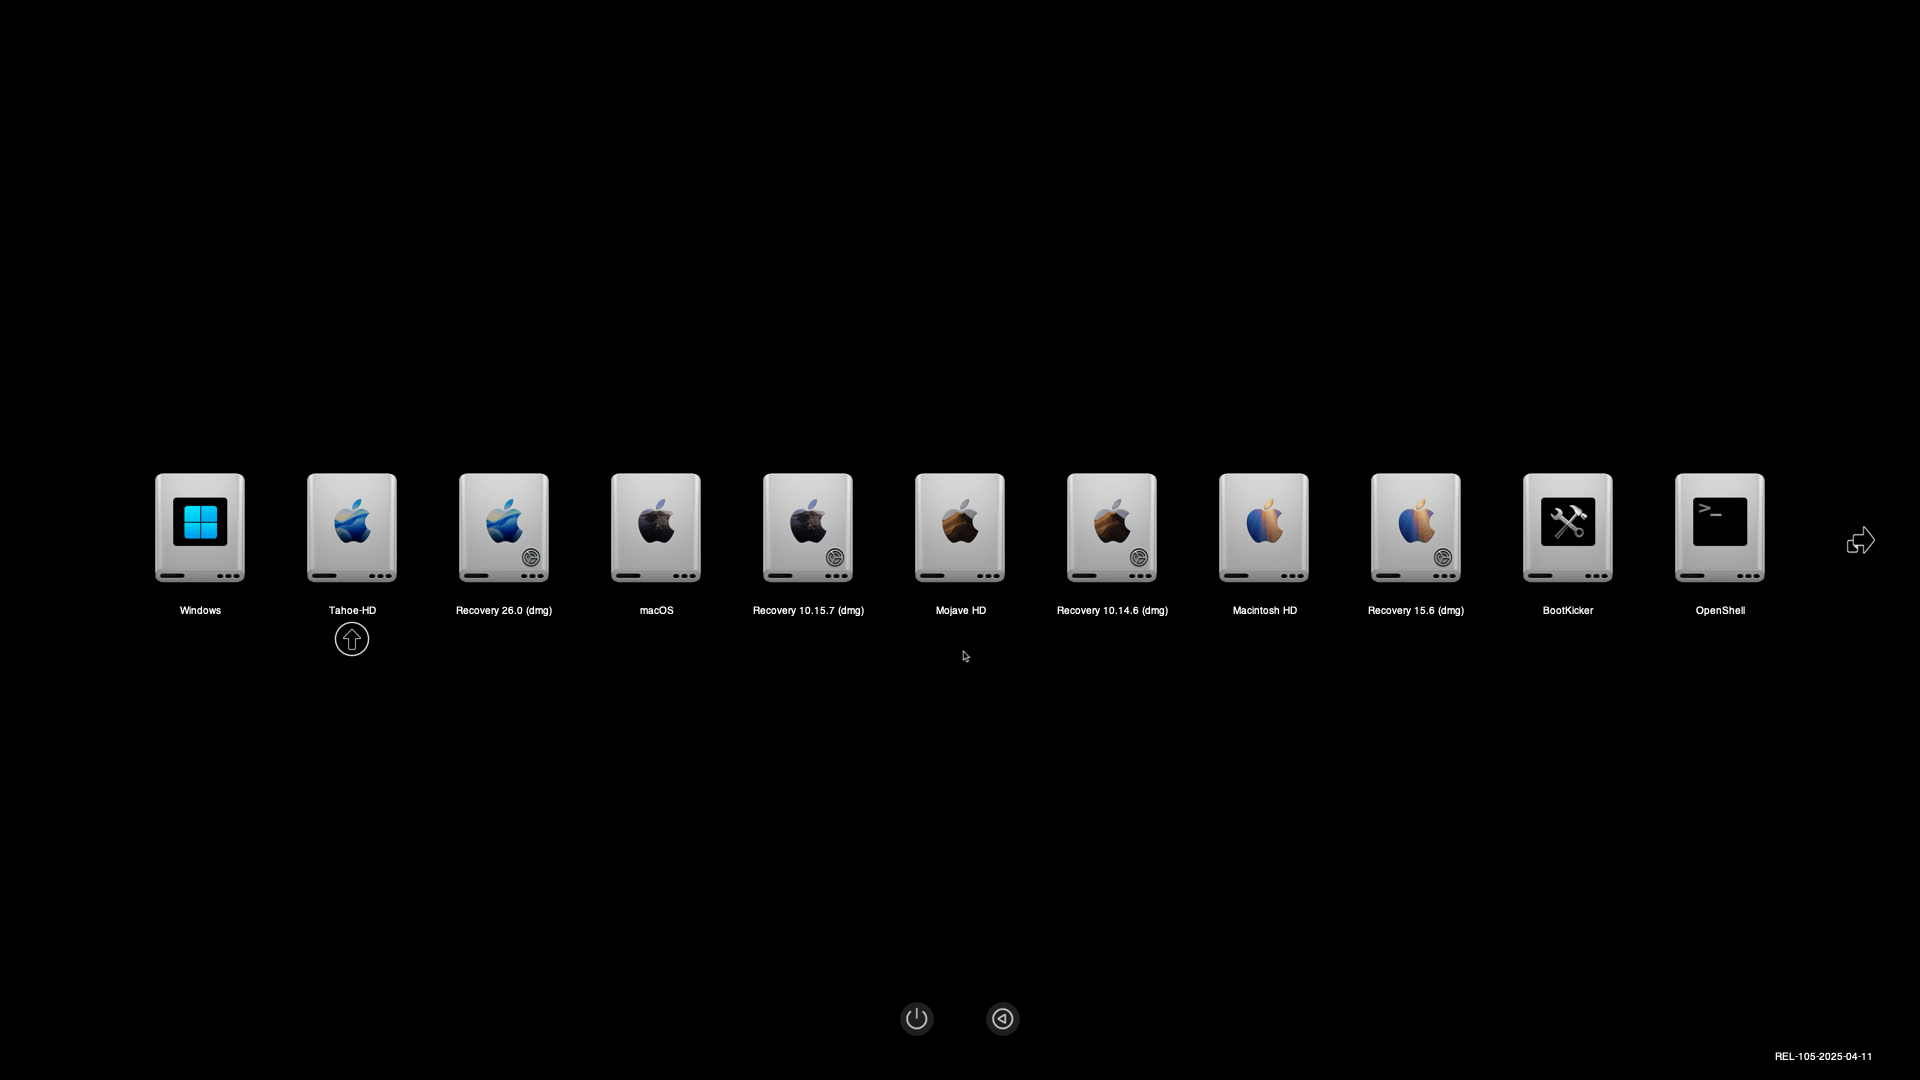 Windows
Tahoe-HD
Recovery 26.0 (dmg)
macOS
Recovery 10.15.7 (dmg)
Mojave HD
Recovery 10.14.6 (dmg)
Macintosh HD
Recovery 15.6 (dmg)
BootKicker
OpenShell
REL-105-2025-04-11